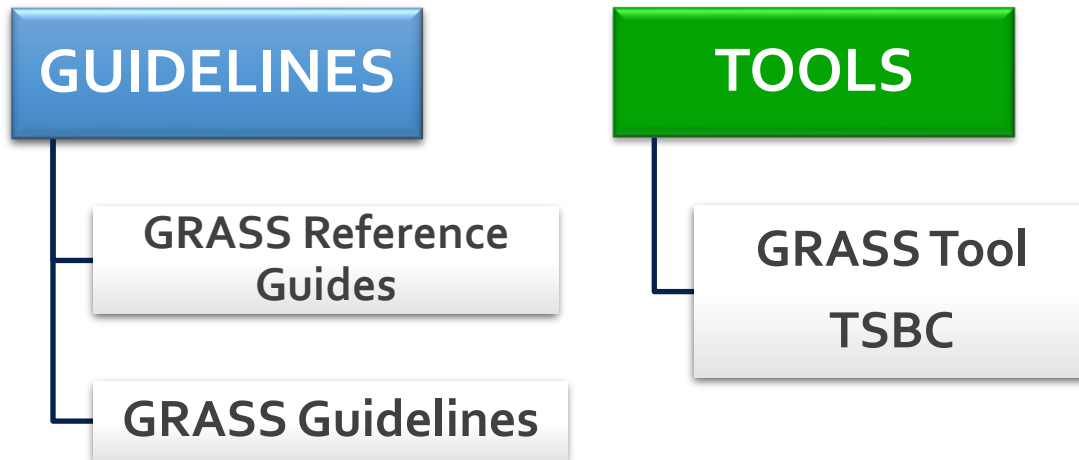 GUIDELINES
GRASS Reference
Guides
GRASS Guidelines
TOOLS
GRASS Tool
TSBC